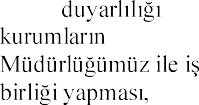 duyarlılığı
kurumların
Müdürlüğümüz ile iş
birliği yapması,